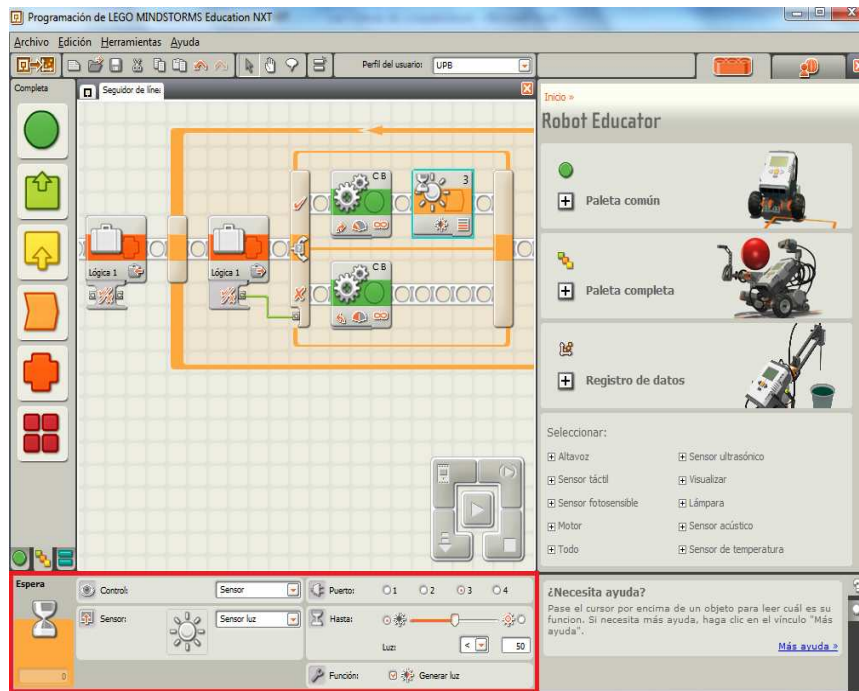 Programación de LEGO MINDSTORMS Education NXT
Archivo Edición Herramientas Ayuda
Perfil del usuario: UPB
Completa
Seguidor de línea
Inicio »
Robot Educator
Paleta común
Paleta completa
Registro de datos
Seleccionar:
Altavoz
Sensor ultrasónico
Sensor táctil
Visualizar
Sensor fotosensible
Lámpara
Motor
Sensor acústico
Todo
Sensor de temperatura
C B
3
Lógica 1
Lógica 1
C B
Espera
Control: Sensor
Puerto: 1 2 3 4
Sensor: Sensor luz
Hasta:
Luz: < 50
Función: Generar luz
0
¿Necesita ayuda?
Pase el cursor por encima de un objeto para leer cuál es su
funcion. Si necesita más ayuda, haga clic en el vínculo "Más
ayuda".
Más ayuda »